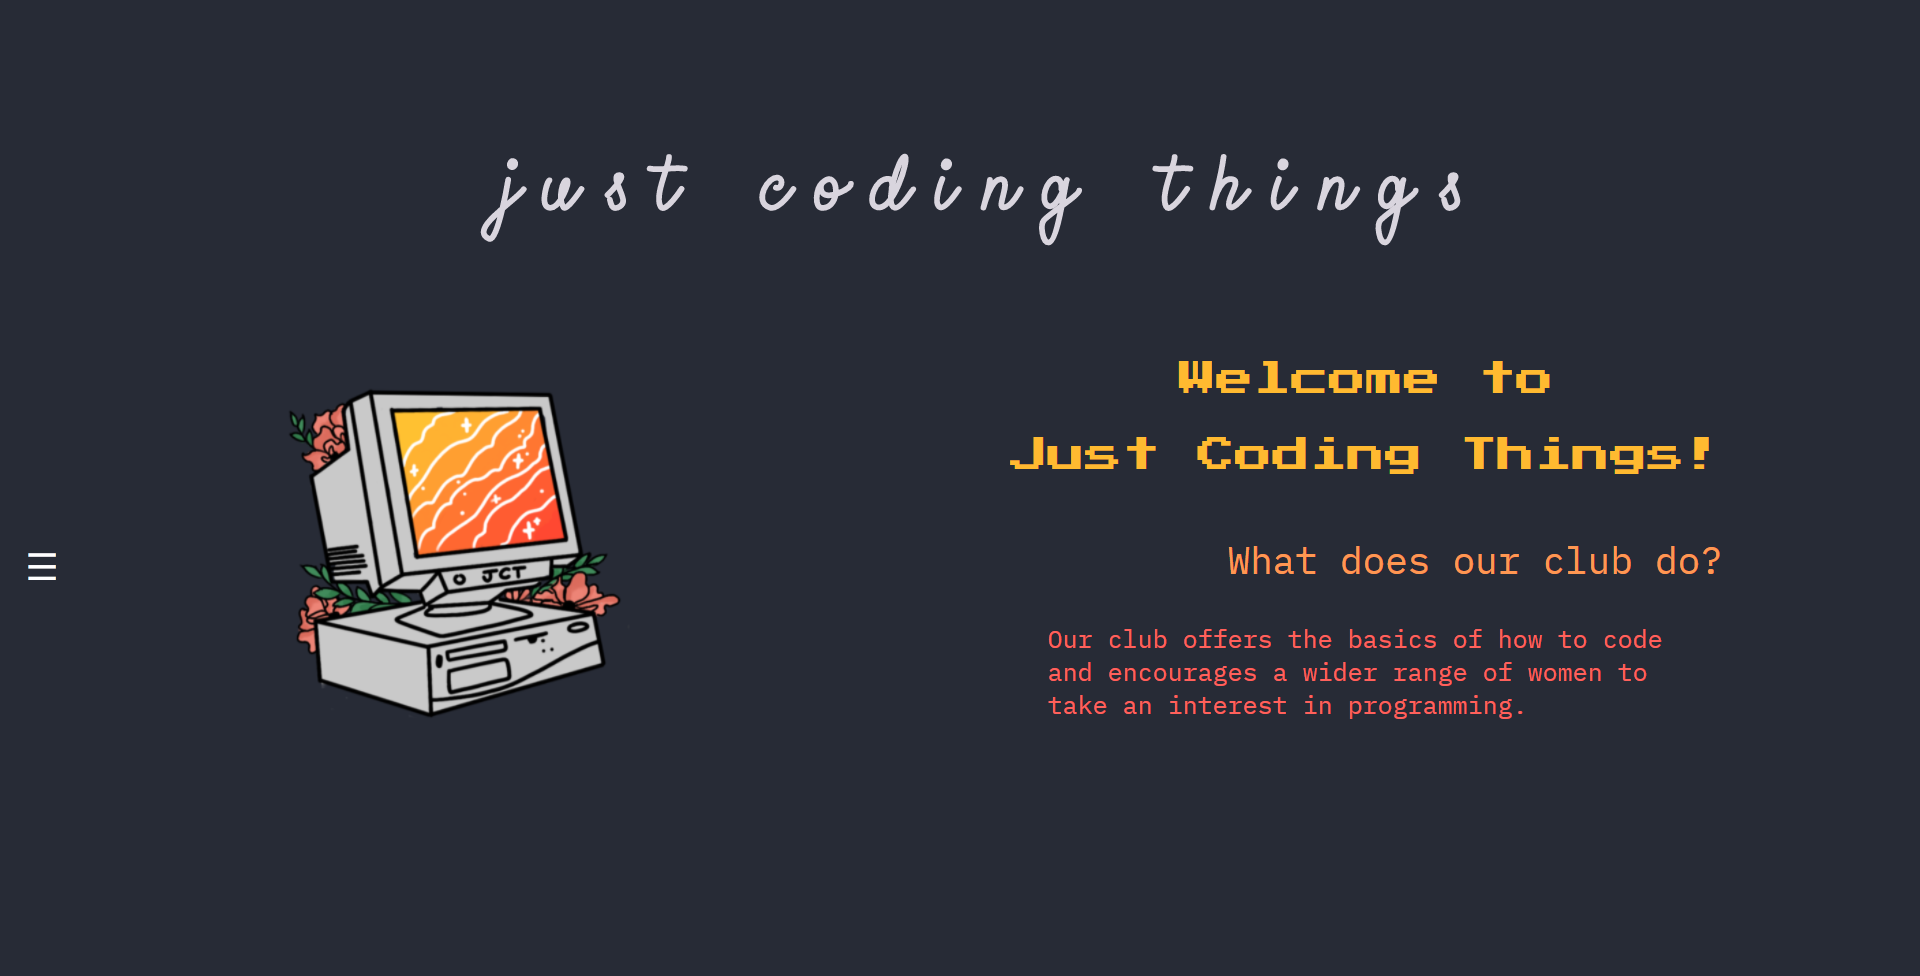 just coding things
Welcome to
Just Coding Things!
JCT
What does our club do?
Our club offers the basics of how to code
and encourages a wider range of women to
take an interest in programming.